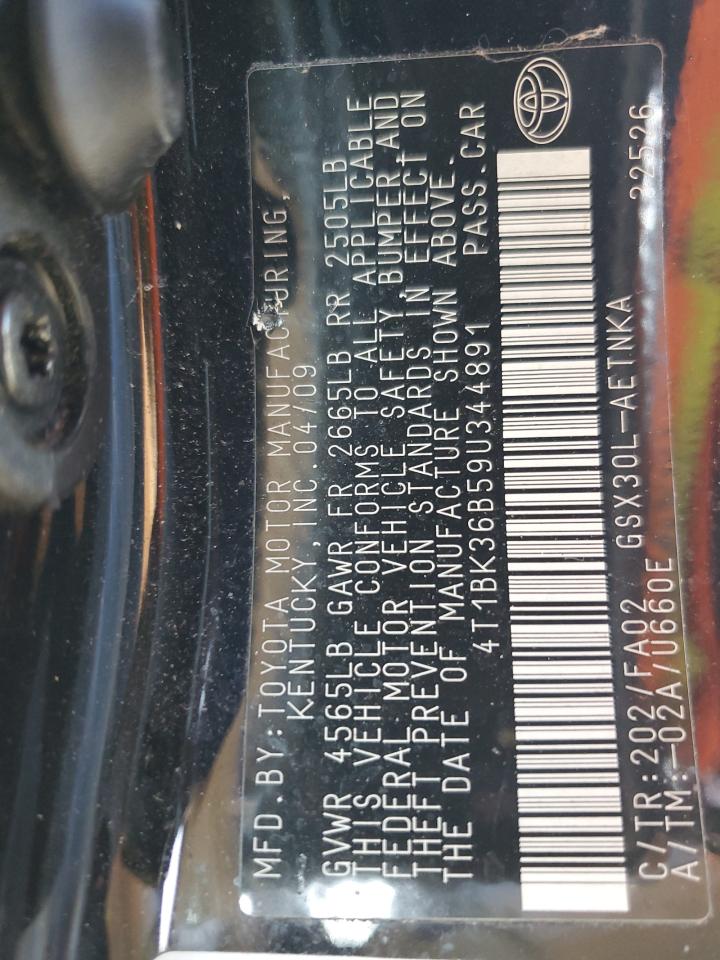 MFD.BY:TOYOTA MOTOR MANUFACTURING,
KENTUCKY,INC.04/09
GVWR 4565LB GAWR FR 2665LB RR 2505LB
THIS VEHICLE CONFORMS TO ALL APPLICABLE
FEDERAL MOTOR VEHICLE SAFETY,BUMPER,AND
THEFT PREVENTION STANDARDS IN EFFECT ON
THE DATE OF MANUFACTURE SHOWN ABOVE.
4T1BK36B59U344891 PASS.CAR
C/TR:202/FA02 GSX30L-AETNKA 22526
A/TM:-02A/U660E